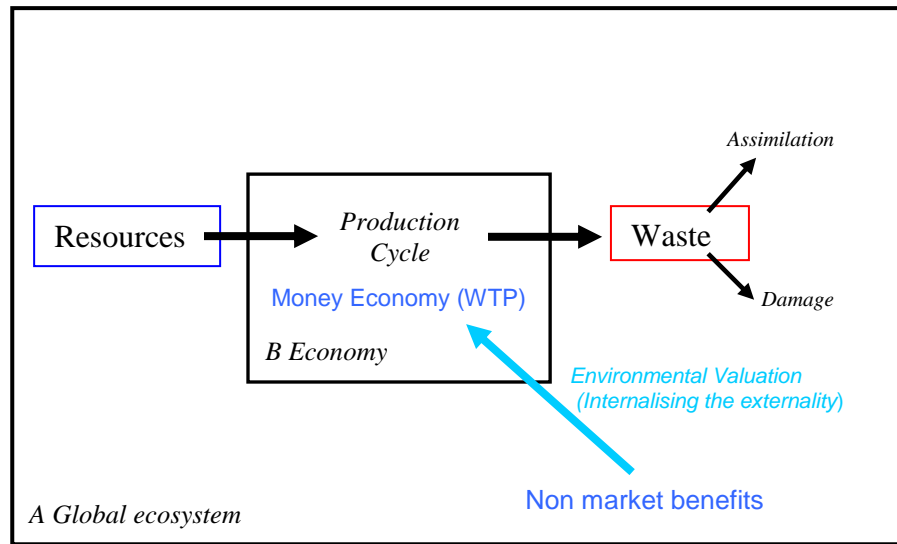 Assimilation
Resources
Production
Cycle
Waste
Money Economy (WTP)
Damage
B Economy
Environmental Valuation
(Internalising the externality)
Non market benefits
A Global ecosystem